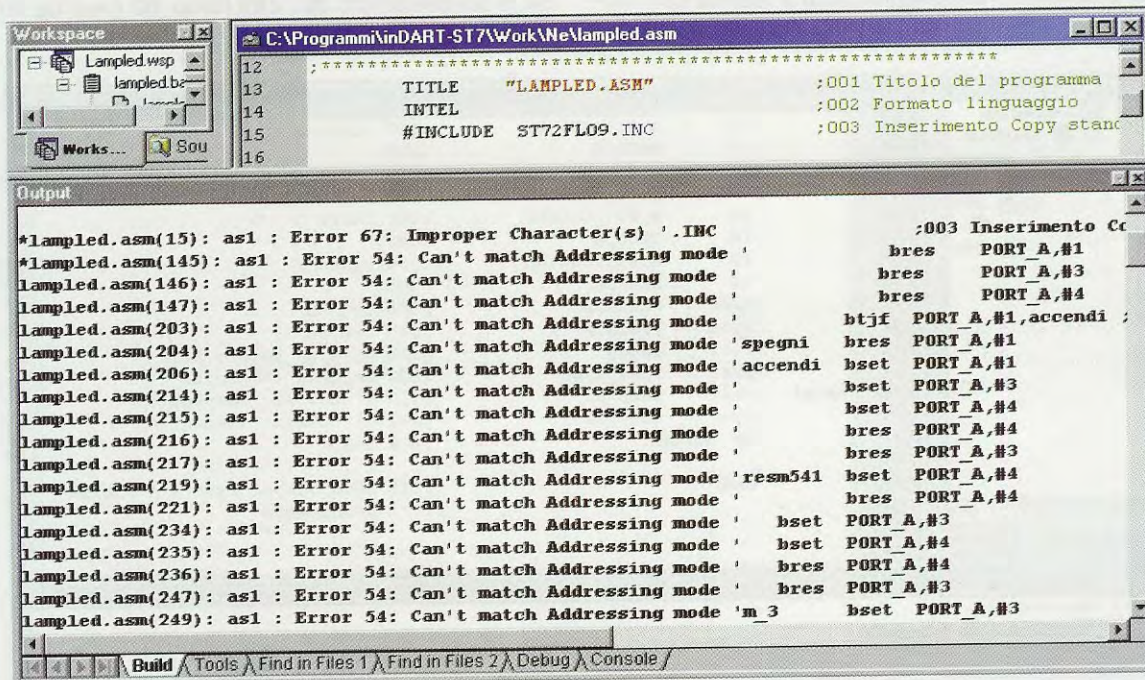 Workspace
Lampled.wsp
lampled.ba
Works...
Sou
C:\Programmi\inDART-ST7\Work\Ne\lampled.asm
12 ;***********************************************************
13 TITLE "LAMPLED.ASM" ;001 Titolo del programma
14 INTEL ;002 Formato linguaggio
15 #INCLUDE ST72FL09.INC ;003 Inserimento Copy stand
16
Output
*lampled.asm(15): as1 : Error 67: Improper Character(s) '.INC ;003 Inserimento Co
*lampled.asm(145): as1 : Error 54: Can't match Addressing mode ' bres PORT_A,#1
lampled.asm(146): as1 : Error 54: Can't match Addressing mode ' bres PORT_A,#3
lampled.asm(147): as1 : Error 54: Can't match Addressing mode ' bres PORT_A,#4
lampled.asm(203): as1 : Error 54: Can't match Addressing mode ' btjf PORT_A,#1,accendi ;
lampled.asm(204): as1 : Error 54: Can't match Addressing mode 'spegni bres PORT_A,#1
lampled.asm(206): as1 : Error 54: Can't match Addressing mode 'accendi bset PORT_A,#1
lampled.asm(214): as1 : Error 54: Can't match Addressing mode ' bset PORT_A,#3
lampled.asm(215): as1 : Error 54: Can't match Addressing mode ' bset PORT_A,#4
lampled.asm(216): as1 : Error 54: Can't match Addressing mode ' bres PORT_A,#4
lampled.asm(217): as1 : Error 54: Can't match Addressing mode ' bres PORT_A,#3
lampled.asm(219): as1 : Error 54: Can't match Addressing mode 'resm541 bset PORT_A,#4
lampled.asm(221): as1 : Error 54: Can't match Addressing mode ' bres PORT_A,#4
lampled.asm(234): as1 : Error 54: Can't match Addressing mode ' bset PORT_A,#3
lampled.asm(235): as1 : Error 54: Can't match Addressing mode ' bset PORT_A,#4
lampled.asm(236): as1 : Error 54: Can't match Addressing mode ' bres PORT_A,#4
lampled.asm(247): as1 : Error 54: Can't match Addressing mode ' bres PORT_A,#3
lampled.asm(249): as1 : Error 54: Can't match Addressing mode 'm_3 bset PORT_A,#3
Build Tools Find in Files 1 Find in Files 2 Debug Console